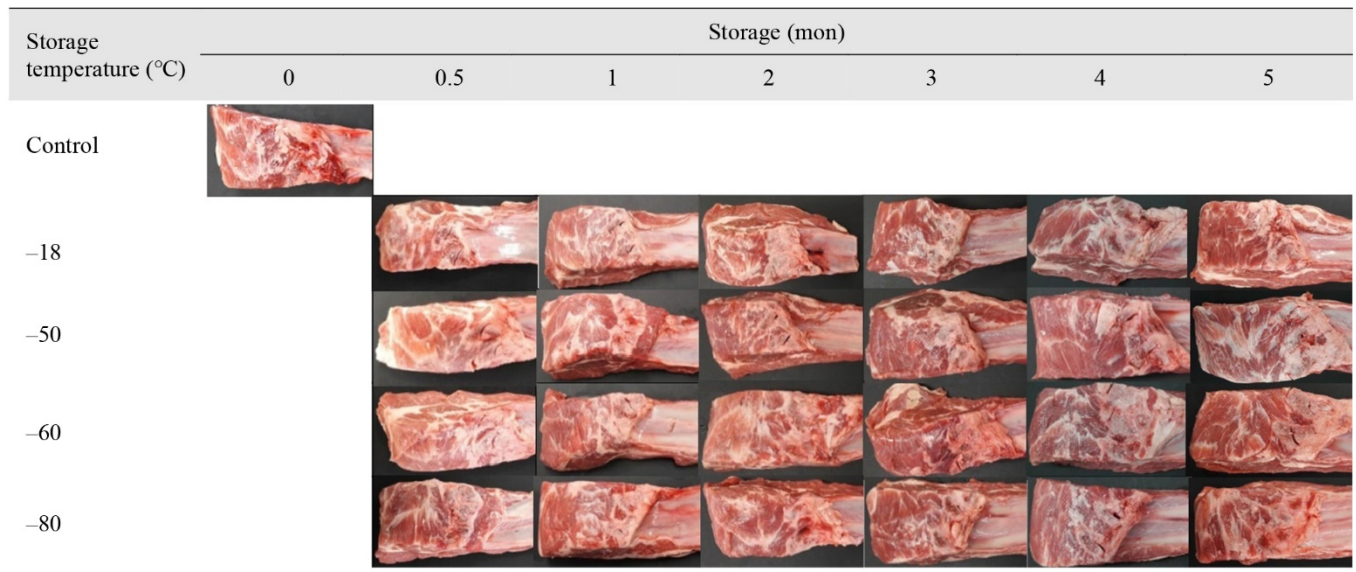 Storage temperature (°C)
Storage (mon)
0 0.5 1 2 3 4 5
Control
–18
–50
–60
–80